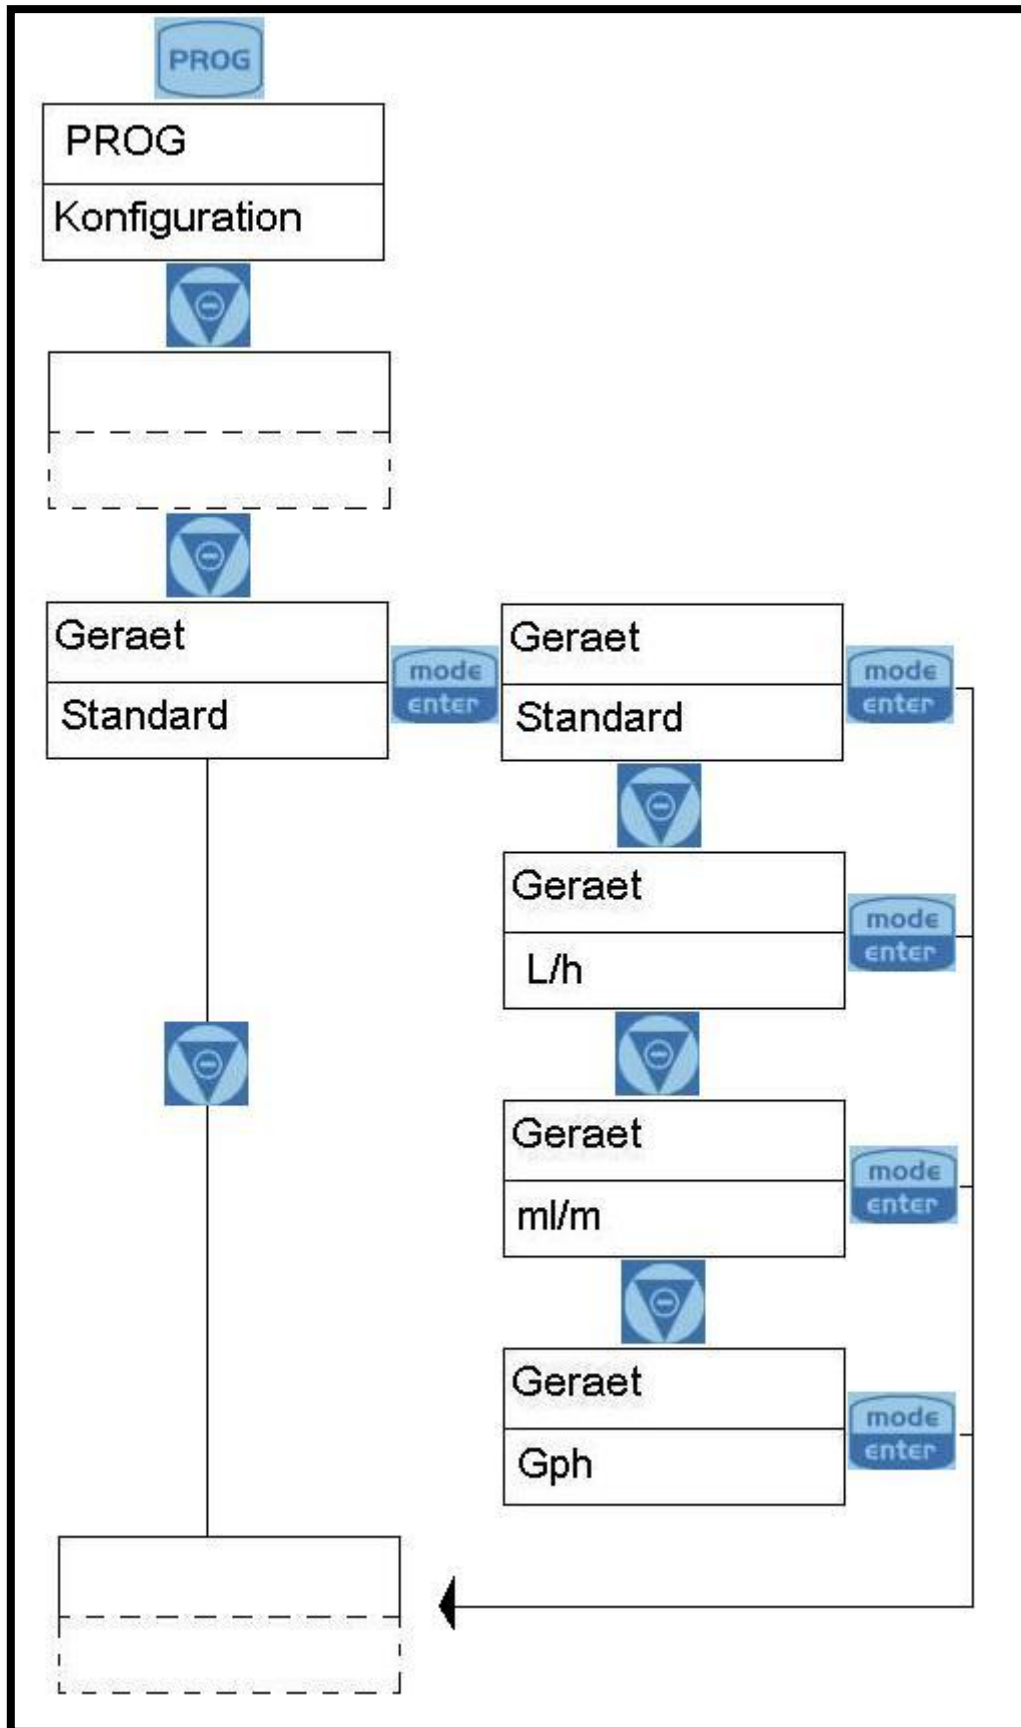 PROG
PROG
Konfiguration
Geraet
Standard
mode
enter
Geraet
Standard
mode
enter
Geraet
L/h
mode
enter
Geraet
ml/m
mode
enter
Geraet
Gph
mode
enter